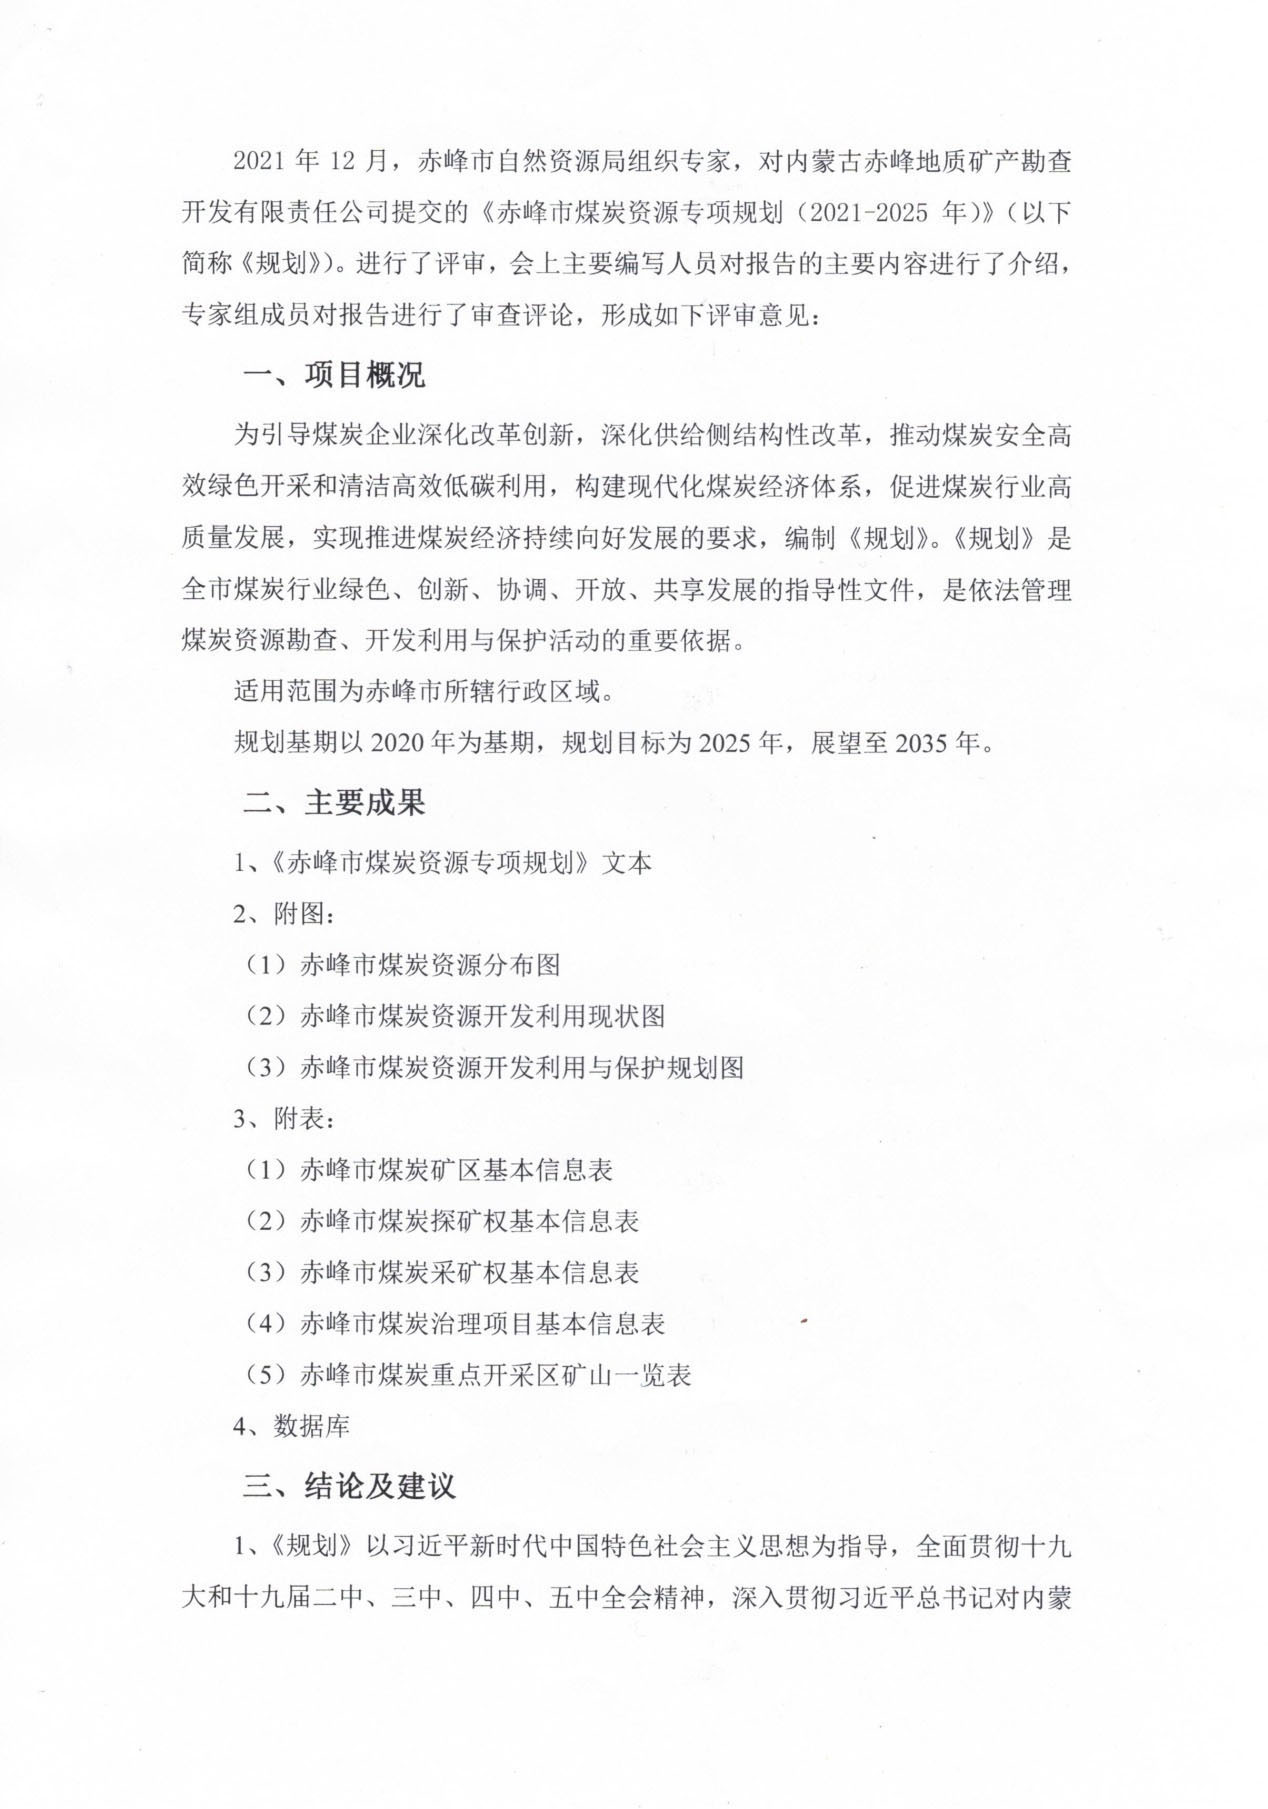 2021 年 12 月，赤峰市自然资源局组织专家，对内蒙古赤峰地质矿产勘查
开发有限责任公司提交的《赤峰市煤炭资源专项规划（2021-2025 年）》（以下
简称《规划》）。进行了评审，会上主要编写人员对报告的主要内容进行了介绍，
专家组成员对报告进行了审查评论，形成如下评审意见：
一、项目概况
为引导煤炭企业深化改革创新，深化供给侧结构性改革，推动煤炭安全高
效绿色开采和清洁高效低碳利用，构建现代化煤炭经济体系，促进煤炭行业高
质量发展，实现推进煤炭经济持续向好发展的要求，编制《规划》。《规划》是
全市煤炭行业绿色、创新、协调、开放、共享发展的指导性文件，是依法管理
煤炭资源勘查、开发利用与保护活动的重要依据。
适用范围为赤峰市所辖行政区域。
规划基期以 2020 年为基期，规划目标为 2025 年，展望至 2035 年。
二、主要成果
1、《赤峰市煤炭资源专项规划》文本
2、附图：
（1）赤峰市煤炭资源分布图
（2）赤峰市煤炭资源开发利用现状图
（3）赤峰市煤炭资源开发利用与保护规划图
3、附表：
（1）赤峰市煤炭矿区基本信息表
（2）赤峰市煤炭探矿权基本信息表
（3）赤峰市煤炭采矿权基本信息表
（4）赤峰市煤炭治理项目基本信息表
（5）赤峰市煤炭重点开采区矿山一览表
4、数据库
三、结论及建议
1、《规划》以习近平新时代中国特色社会主义思想为指导，全面贯彻十九
大和十九届二中、三中、四中、五中全会精神，深入贯彻习近平总书记对内蒙